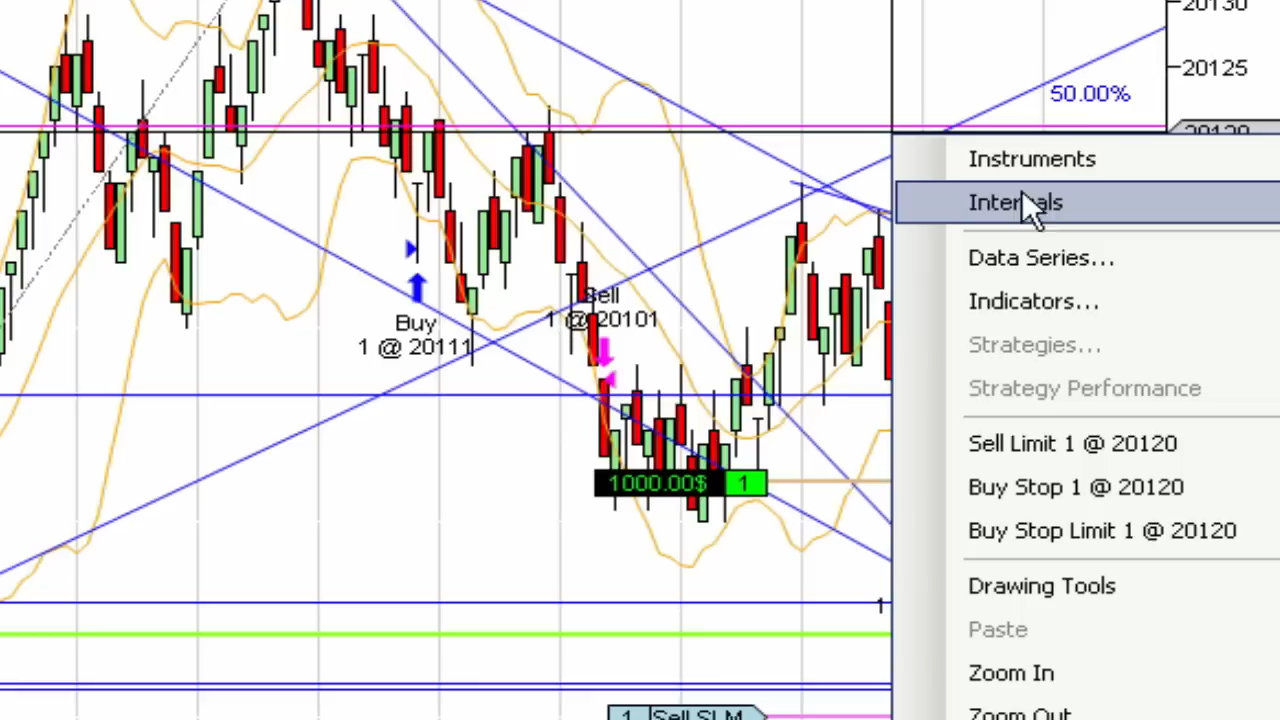 20130
20125
50.00%
20120
Instruments
Intervals
Data Series...
Indicators...
Strategies...
Strategy Performance
Sell Limit 1 @ 20120
Buy Stop 1 @ 20120
Buy Stop Limit 1 @ 20120
Drawing Tools
Paste
Zoom In
Zoom Out
Buy
1 @ 20111
Sell
1 @ 20101
1000.00$ 1
1
1 Sell SLM